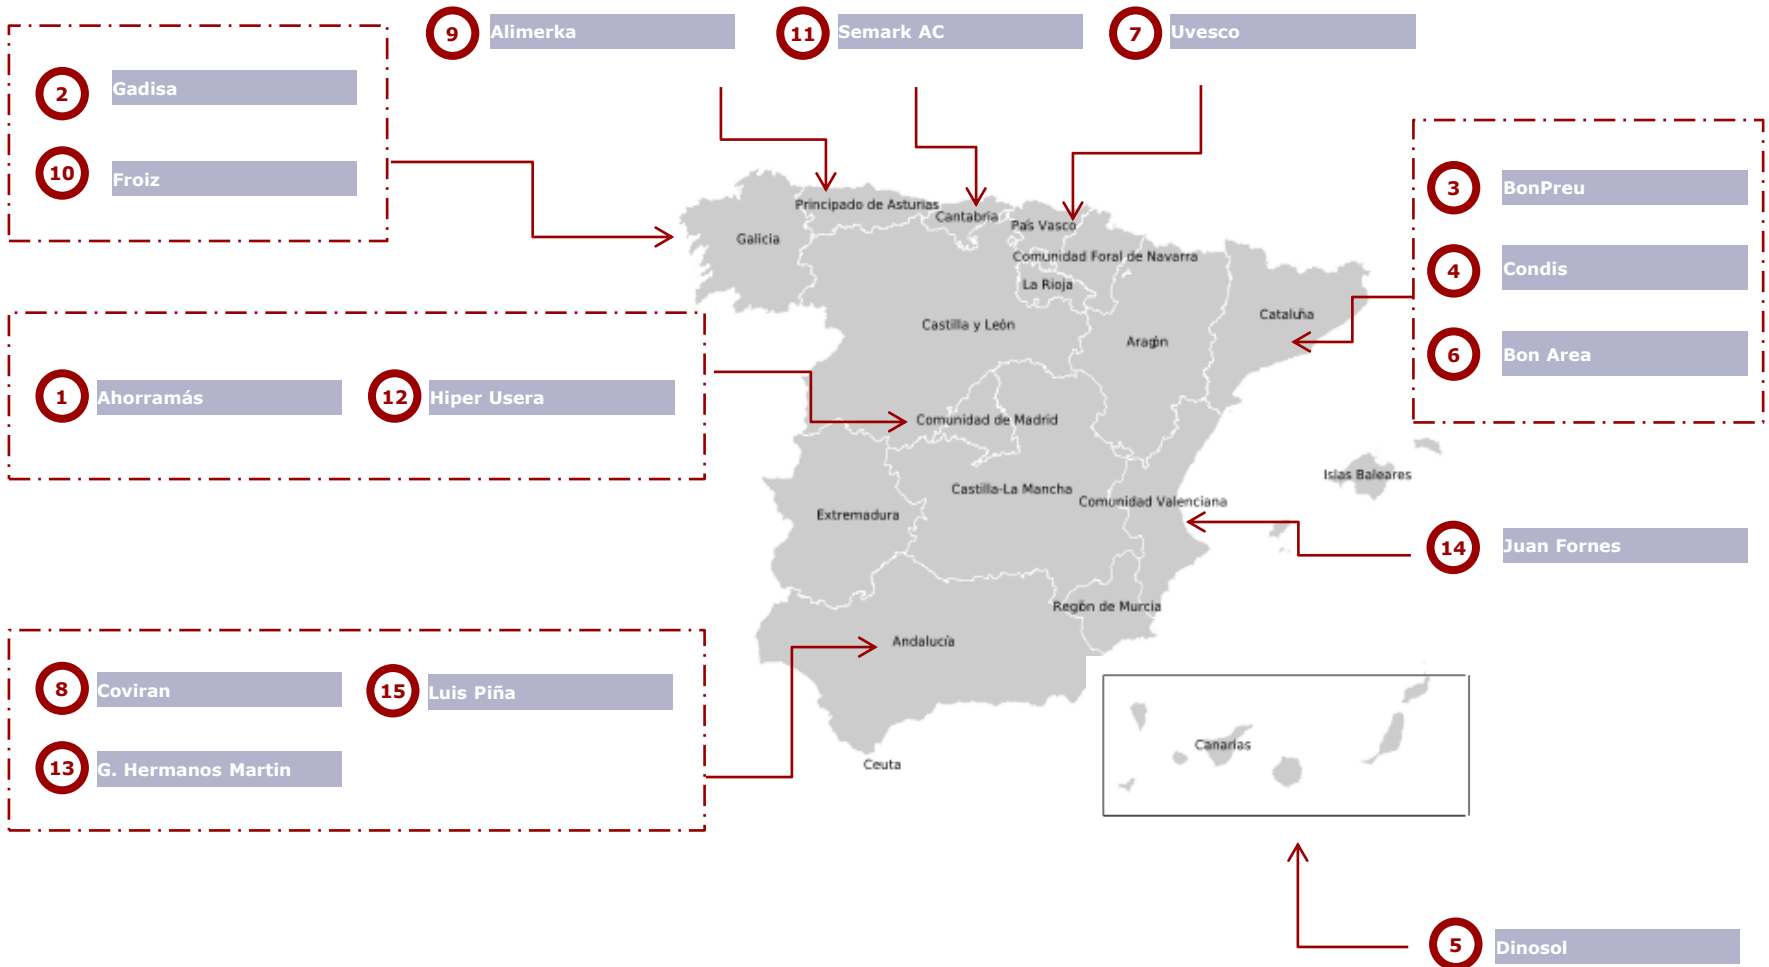 9 Alimerka
11 Semark AC
7 Uvesco
2 Gadisa
10 Froiz
3 BonPreu
4 Condis
6 Bon Area
1 Ahorramás
12 Hiper Usera
14 Juan Fornes
8 Coviran
15 Luis Piña
13 G. Hermanos Martin
5 Dinosol
Principado de Asturias
Cantabria
País Vasco
Galicia
Comunidad Foral de Navarra
La Rioja
Cataluña
Castilla y León
Aragón
Comunidad de Madrid
Islas Baleares
Castilla-La Mancha
Comunidad Valenciana
Extremadura
Región de Murcia
Andalucía
Canarias
Ceuta